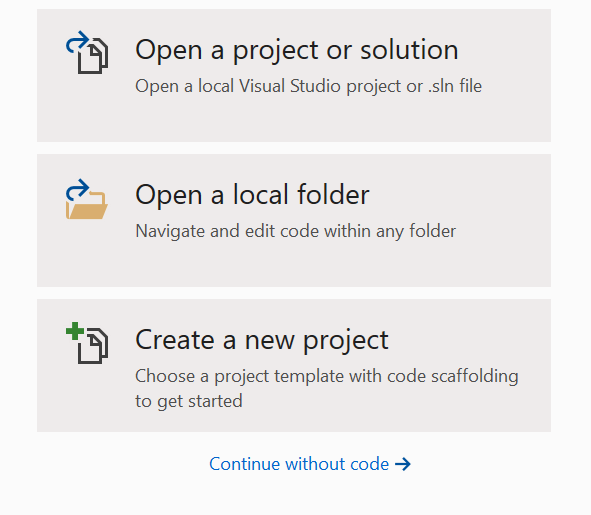 Open a project or solution
Open a local Visual Studio project or .sln file
Open a local folder
Navigate and edit code within any folder
Create a new project
Choose a project template with code scaffolding
to get started
Continue without code